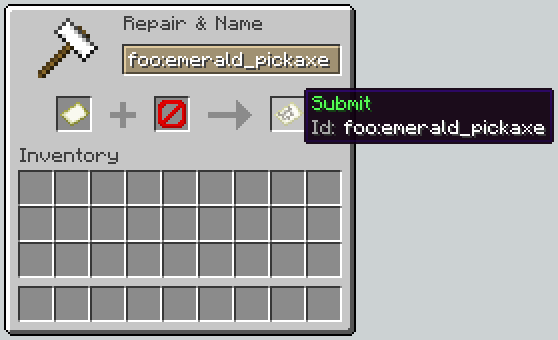 Repair & Name
foo:emerald_pickaxe
Submit
Id: foo:emerald_pickaxe
Inventory